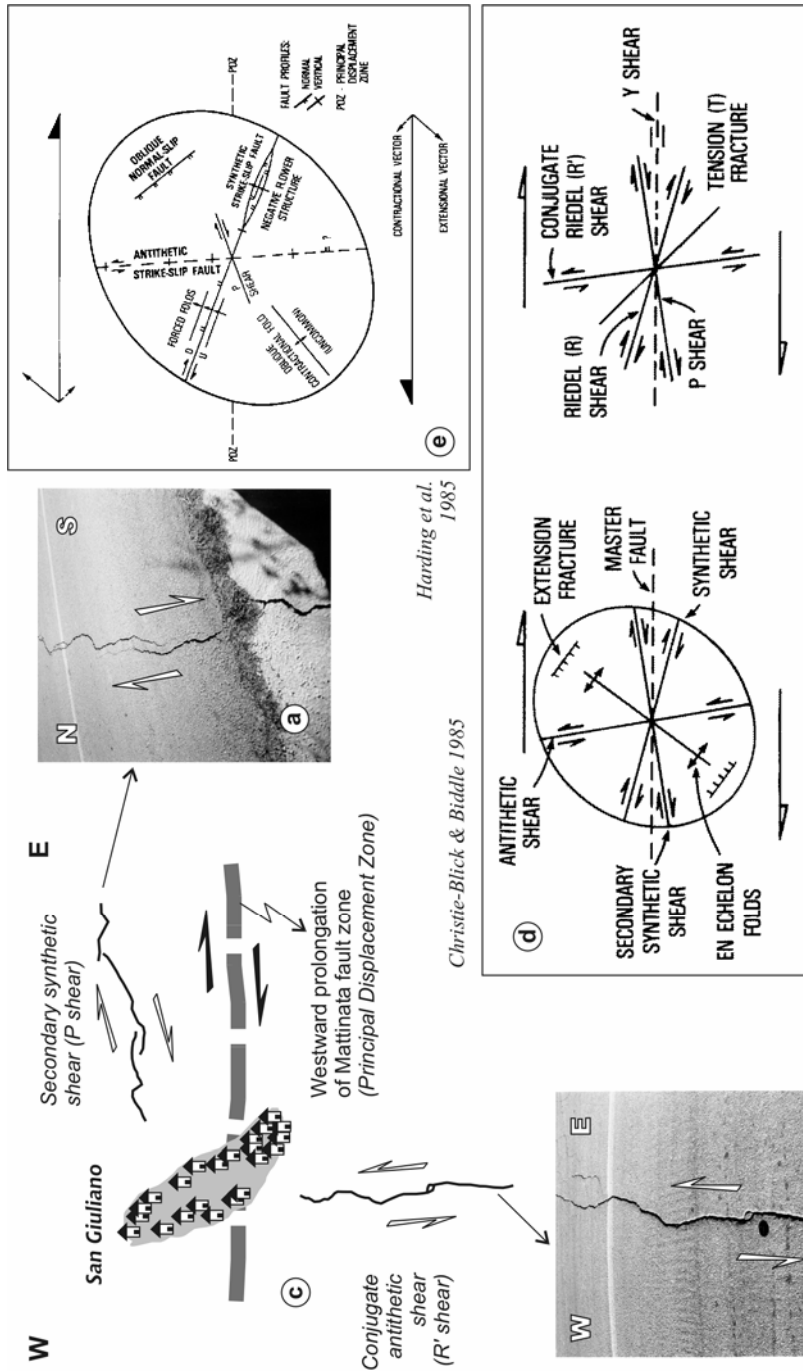 W
E
San Giuliano
Secondary synthetic
shear (P shear)
Westward prolongation
of Mattinata fault zone
(Principal Displacement Zone)
c
Conjugate
antithetic
shear
(R' shear)
N
S
a
W
E
Harding et al.
1985
Christie-Blick & Biddle 1985
d
ANTITHETIC
SHEAR
EXTENSION
FRACTURE
MASTER
FAULT
SYNTHETIC
SHEAR
SECONDARY
SYNTHETIC
SHEAR
EN ECHELON
FOLDS
CONJUGATE
RIEDEL (R')
SHEAR
RIEDEL (R)
SHEAR
P SHEAR
Y SHEAR
TENSION (T)
FRACTURE
e
OBLIQUE
NORMAL-SLIP
FAULT
ANTITHETIC
STRIKE-SLIP FAULT
SYNTHETIC
STRIKE-SLIP FAULT
NEGATIVE FLOWER
STRUCTURE
FORCED FOLDS
D
U
P
SHEAR
CONTRACTIONAL FOLD
OBLIQUE
(UNCOMMON)
?
PDZ
PDZ
FAULT PROFILES:
NORMAL
VERTICAL
PDZ - PRINCIPAL
DISPLACEMENT
ZONE
CONTRACTIONAL VECTOR
EXTENSIONAL VECTOR